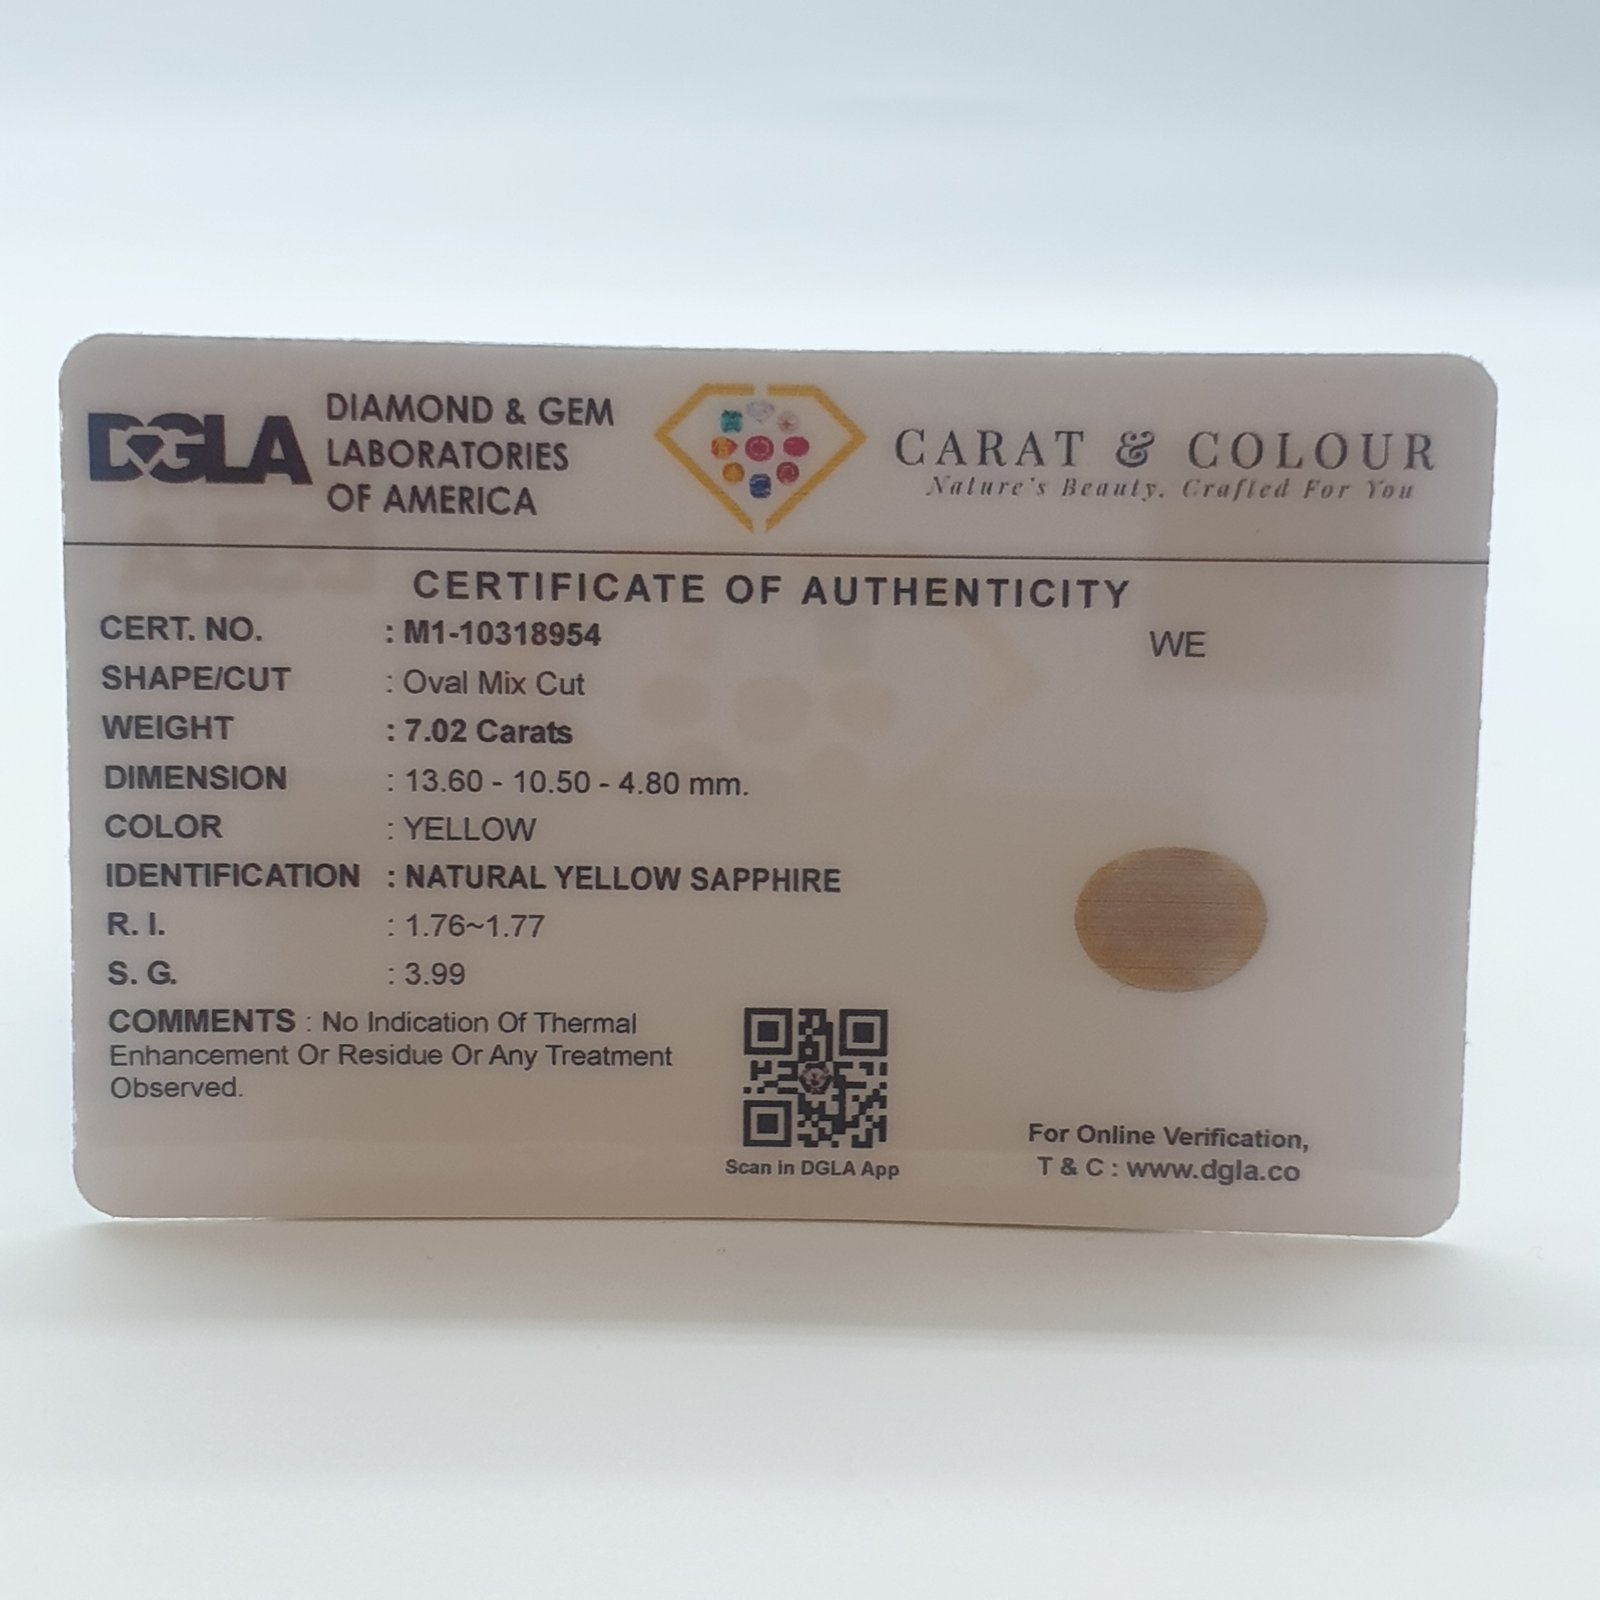 DGLA
DIAMOND & GEM
LABORATORIES
OF AMERICA
CARAT & COLOUR
Nature's Beauty, Crafted For You
CERTIFICATE OF AUTHENTICITY
CERT. NO. : M1-10318954
WE
SHAPE/CUT : Oval Mix Cut
WEIGHT : 7.02 Carats
DIMENSION : 13.60 - 10.50 - 4.80 mm.
COLOR : YELLOW
IDENTIFICATION : NATURAL YELLOW SAPPHIRE
R. I. : 1.76~1.77
S. G. : 3.99
COMMENTS : No Indication Of Thermal
Enhancement Or Residue Or Any Treatment
Observed.
Scan in DGLA App
For Online Verification,
T & C : www.dgla.co